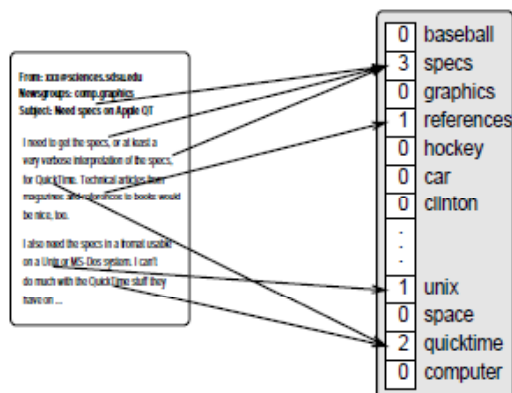 From: xxx@sciences.sdsu.edu
Newsgroups: comp.graphics
Subject: Need specs on Apple QT
I need to get the specs, or at least a
very verbose interpretation of the specs,
for QuickTime. Technical articles from
magazines and references to books would
be nice, too.
I also need the specs in a fromat usable
on a Unix or MS-Dos system. I can't
do much with the QuickTime stuff they
have on ...
0 baseball
3 specs
0 graphics
1 references
0 hockey
0 car
0 clinton
.
.
.
1 unix
0 space
2 quicktime
0 computer